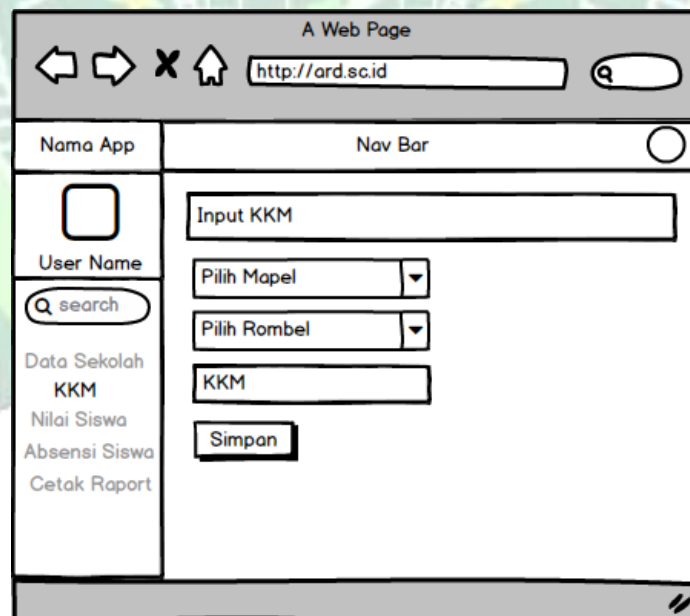 A Web Page
http://ard.sc.id
Nama App
Nav Bar
User Name
search
Data Sekolah
KKM
Nilai Siswa
Absensi Siswa
Cetak Raport
Input KKM
Pilih Mapel
Pilih Rombel
KKM
Simpan